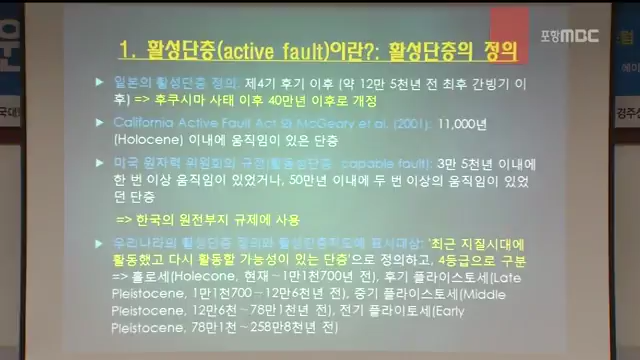 포항MBC
1. 활성단층(active fault)이란?: 활성단층의 정의
일본의 활성단층 정의: 제4기 후기 이후 (약 12만 5천년 전 최후 간빙기 이
후) => 후쿠시마 사태 이후 40만년 이후로 개정
California Active Fault Act 와 McGeary et al. (2001): 11,000년
(Holocene) 이내에 움직임이 있은 단층
미국 원자력 위원회의 규정(활동성단층 capable fault): 3만 5천년 이내에
한 번 이상 움직임이 있었거나, 50만년 이내에 두 번 이상의 움직임이 있었
던 단층
=> 한국의 원전부지 규제에 사용
우리나라의 활성단층 정의와 활성단층지도에 표시대상: '최근 지질시대에
활동했고 다시 활동할 가능성이 있는 단층'으로 정의하고, 4등급으로 구분
=> 홀로세(Holecone, 현재~1만1천700년 전), 후기 플라이스토세(Late
Pleistocene, 1만1천700~12만6천년 전), 중기 플라이스토세(Middle
Pleistocene, 12만6천~78만1천년 전), 전기 플라이토세(Early
Pleistocene, 78만1천~258만8천년 전)
국대
경주